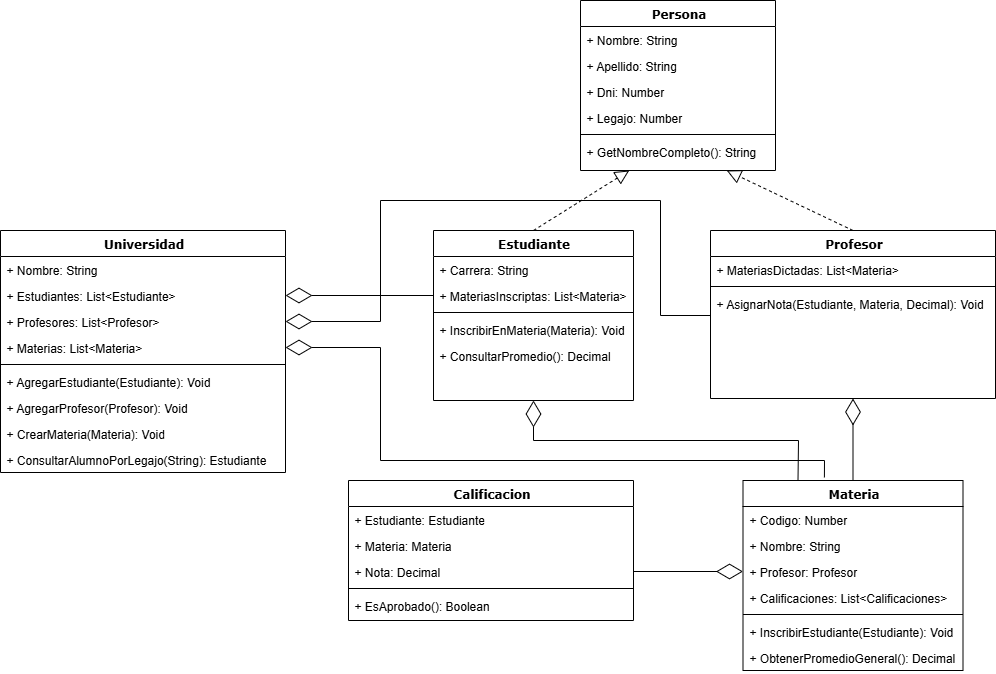 Persona
+ Nombre: String
+ Apellido: String
+ Dni: Number
+ Legajo: Number
+ GetNombreCompleto(): String
Universidad
+ Nombre: String
+ Estudiantes: List<Estudiante>
+ Profesores: List<Profesor>
+ Materias: List<Materia>
+ AgregarEstudiante(Estudiante): Void
+ AgregarProfesor(Profesor): Void
+ CrearMateria(Materia): Void
+ ConsultarAlumnoPorLegajo(String): Estudiante
Estudiante
+ Carrera: String
+ MateriasInscriptas: List<Materia>
+ InscribirEnMateria(Materia): Void
+ ConsultarPromedio(): Decimal
Profesor
+ MateriasDictadas: List<Materia>
+ AsignarNota(Estudiante, Materia, Decimal): Void
Calificacion
+ Estudiante: Estudiante
+ Materia: Materia
+ Nota: Decimal
+ EsAprobado(): Boolean
Materia
+ Codigo: Number
+ Nombre: String
+ Profesor: Profesor
+ Calificaciones: List<Calificaciones>
+ InscribirEstudiante(Estudiante): Void
+ ObtenerPromedioGeneral(): Decimal